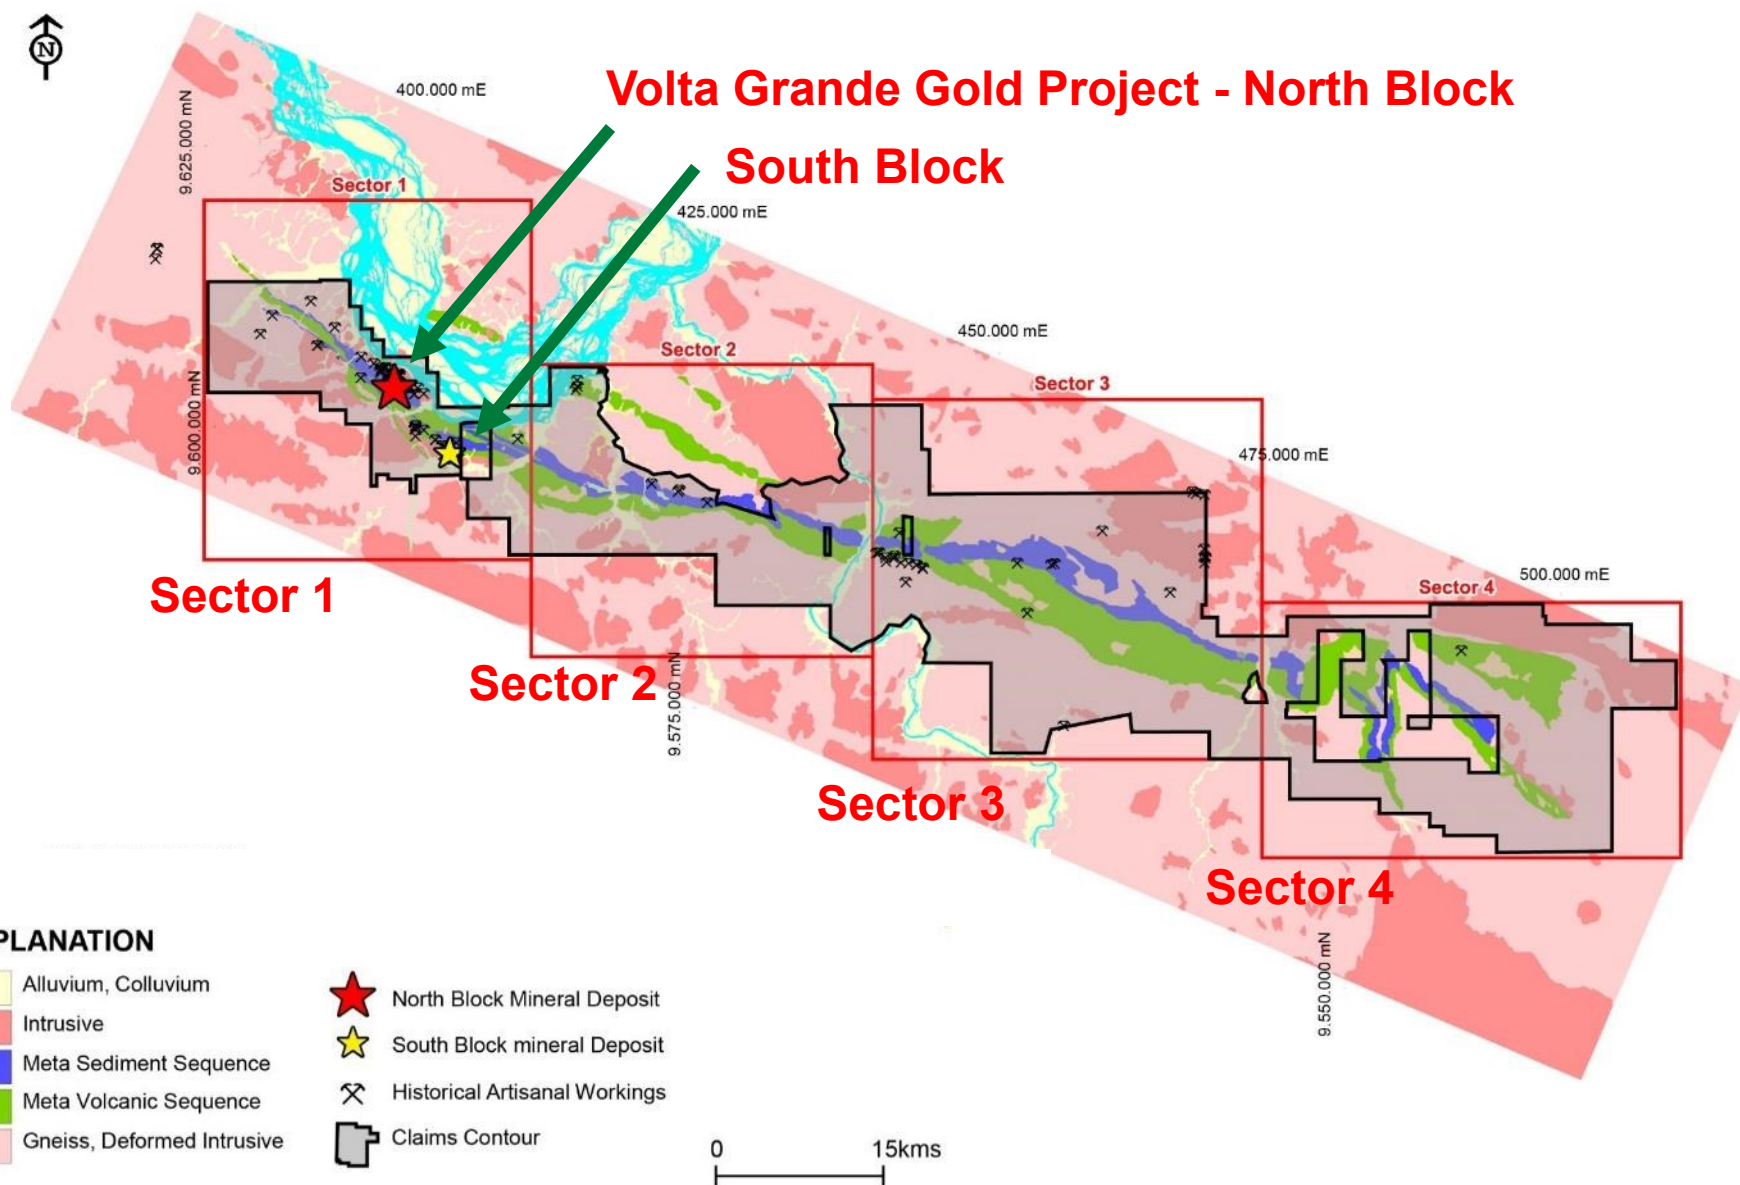 N
400.000 mE
Volta Grande Gold Project - North Block
9.625.000 mN
South Block
Sector 1
425.000 mE
450.000 mE
Sector 2
Sector 3
9.600.000 mN
475.000 mE
500.000 mE
Sector 1
Sector 4
Sector 2
9.575.000 mN
Sector 3
Sector 4
PLANATION
9.550.000 mN
Alluvium, Colluvium
Intrusive
Meta Sediment Sequence
Meta Volcanic Sequence
Gneiss, Deformed Intrusive
North Block Mineral Deposit
South Block mineral Deposit
Historical Artisanal Workings
Claims Contour
0 15kms